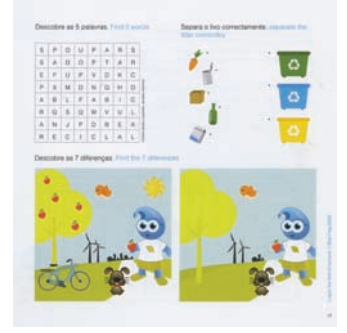 Descobre as 5 palavras. Find 5 words
Separa o lixo correctamente. separate the
litter correctley
S P O U P A R S
S A D O P T A R
E F U P V D K C
P X M D N Q H O
A B L F A B I C
R G S Q W V U L
A N J P D B E A
R E C I C L A L
Descobre as 7 diferenças. Find the 7 differences